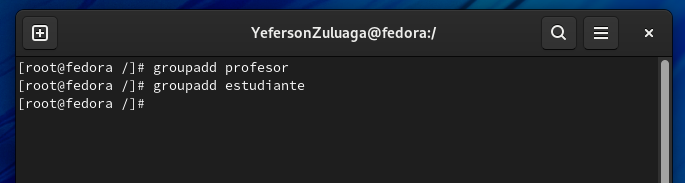 YefersonZuluaga@fedora:/
[root@fedora /]# groupadd profesor
[root@fedora /]# groupadd estudiante
[root@fedora /]#